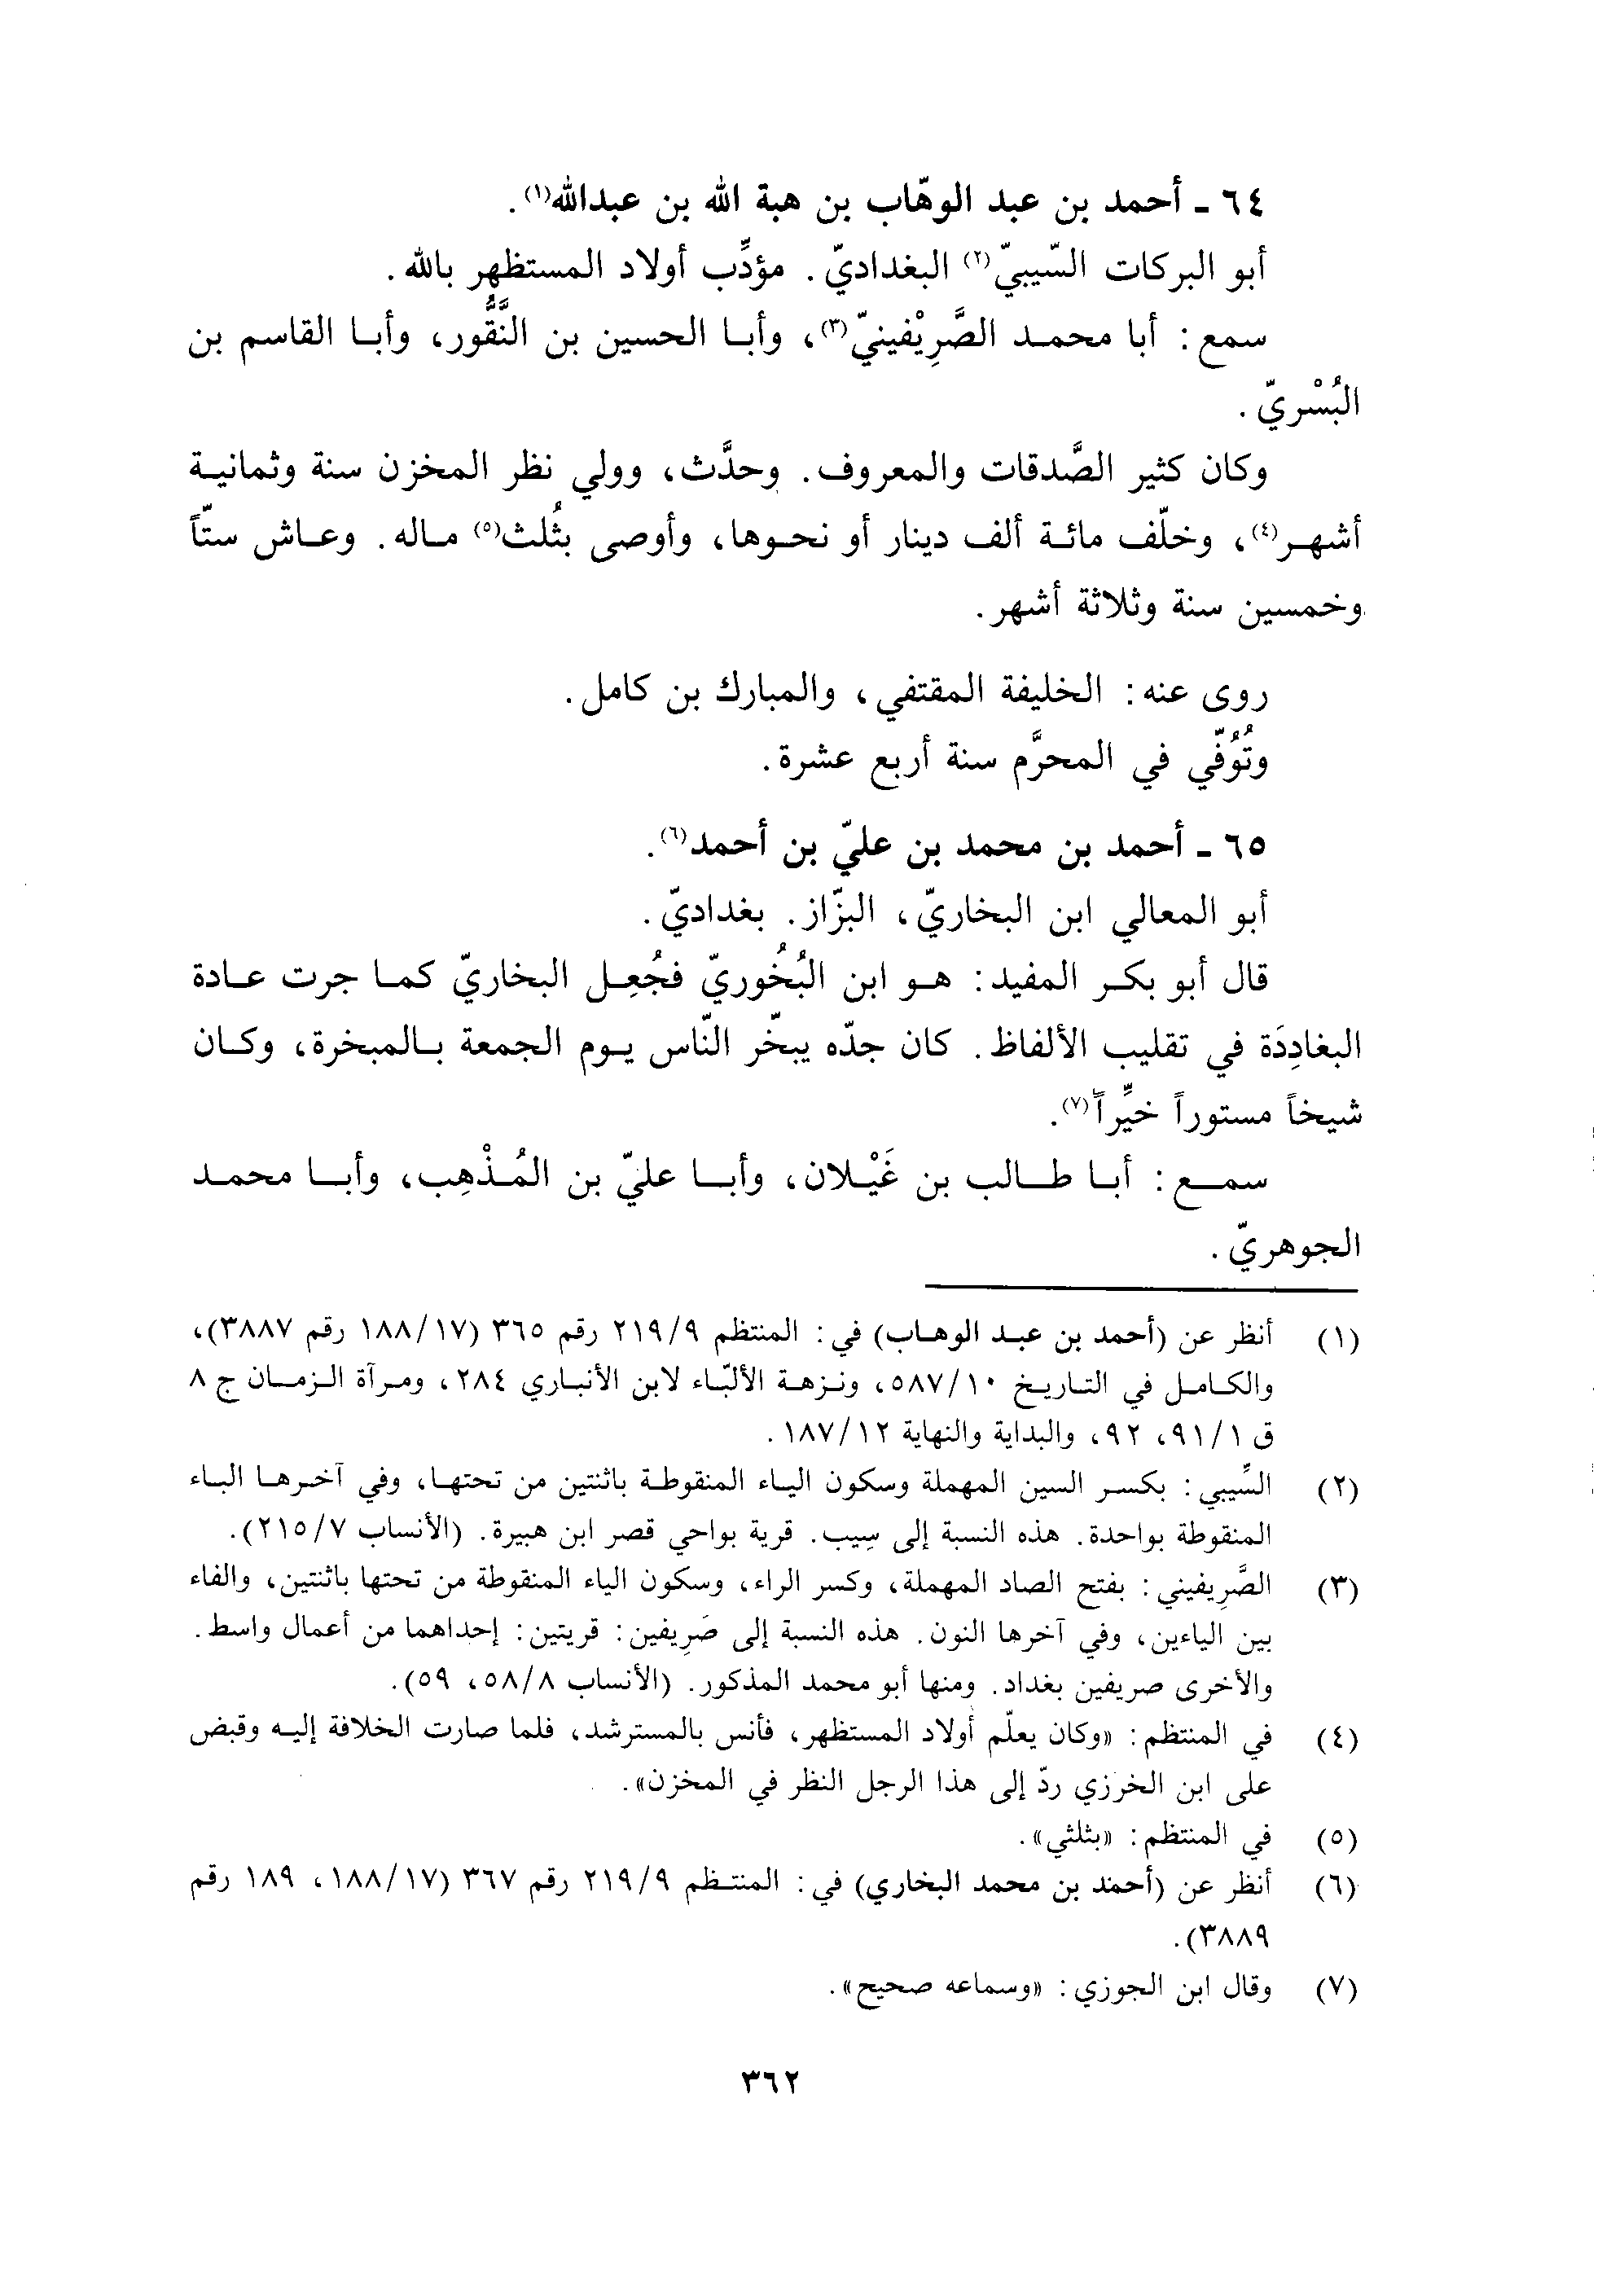 ٦٤ ـ أحمد بن عبد الوهّاب بن هبة الله بن عبدالله(١).
أبو البركات السّيبيّ(٢) البغداديّ. مؤدِّب أولاد المستظهر بالله.
سمع: أبا محمد الصَّرِيْفينيّ(٣)، وأبا الحسين بن النَّقُّور، وأبا القاسم بن
البُسْريّ.
وكان كثير الصَّدقات والمعروف. وحدَّث، وولي نظر المخزن سنة وثمانية
أشهر(٤)، وخلّف مائة ألف دينار أو نحوها، وأوصى بثُلث(٥) ماله. وعاش ستّاً
وخمسين سنة وثلاثة أشهر.
روى عنه: الخليفة المقتفي، والمبارك بن كامل.
وتُوُفّي في المحرَّم سنة أربع عشرة.
٦٥ ـ أحمد بن محمد بن عليّ بن أحمد(٦).
أبو المعالي ابن البخاريّ، البزّاز. بغداديّ.
قال أبو بكر المفيد: هو ابن البُخُوريّ فجُعِل البخاريّ كما جرت عادة
البغادِدَة في تقليب الألفاظ. كان جدّه يبخّر النّاس يوم الجمعة بالمبخرة، وكان
شيخاً مستوراً خيِّراً(٧).
سمع: أبا طالب بن غَيْلان، وأبا عليّ بن المُذْهِب، وأبا محمد
الجوهريّ.
(١) أنظر عن (أحمد بن عبد الوهاب) في: المنتظم ٢١٩/٩ رقم ٣٦٥ (١٨٨/١٧ رقم ٣٨٨٧)،
والكامل في التاريخ ٥٨٧/١٠، ونزهة الألبّاء لابن الأنباري ٢٨٤، ومرآة الزمان ج ٨
ق ٩١/١، ٩٢، والبداية والنهاية ١٨٧/١٢.
(٢) السِّيبي: بكسر السين المهملة وسكون الياء المنقوطة باثنتين من تحتها، وفي آخرها الباء
المنقوطة بواحدة. هذه النسبة إلى سِيب. قرية بواحي قصر ابن هبيرة. (الأنساب ٢١٥/٧).
(٣) الصَّرِيفيني: بفتح الصاد المهملة، وكسر الراء، وسكون الياء المنقوطة من تحتها باثنتين، والفاء
بين الياءين، وفي آخرها النون. هذه النسبة إلى صَرِيفين: قريتين: إحداهما من أعمال واسط.
والأخرى صريفين بغداد. ومنها أبو محمد المذكور. (الأنساب ٥٨/٨، ٥٩).
(٤) في المنتظم: «وكان يعلّم أولاد المستظهر، فأنس بالمسترشد، فلما صارت الخلافة إليه وقبض
على ابن الخرزي ردّ إلى هذا الرجل النظر في المخزن».
(٥) في المنتظم: «بثلثي».
(٦) أنظر عن (أحمد بن محمد البخاري) في: المنتظم ٢١٩/٩ رقم ٣٦٧ (١٨٨/١٧، ١٨٩ رقم
٣٨٨٩).
(٧) وقال ابن الجوزي: «وسماعه صحيح».
٣٦٢